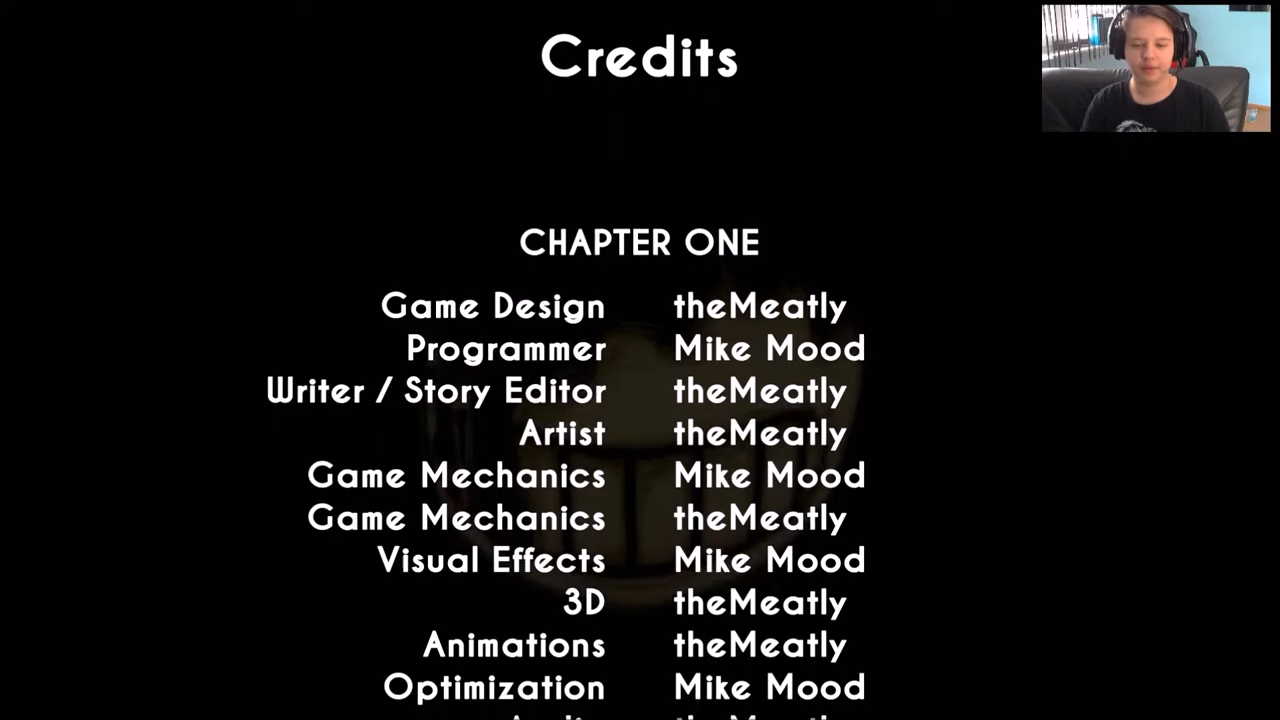 Credits
CHAPTER ONE
Game Design theMeatly
Programmer Mike Mood
Writer / Story Editor theMeatly
Artist theMeatly
Game Mechanics Mike Mood
Game Mechanics theMeatly
Visual Effects Mike Mood
3D theMeatly
Animations theMeatly
Optimization Mike Mood